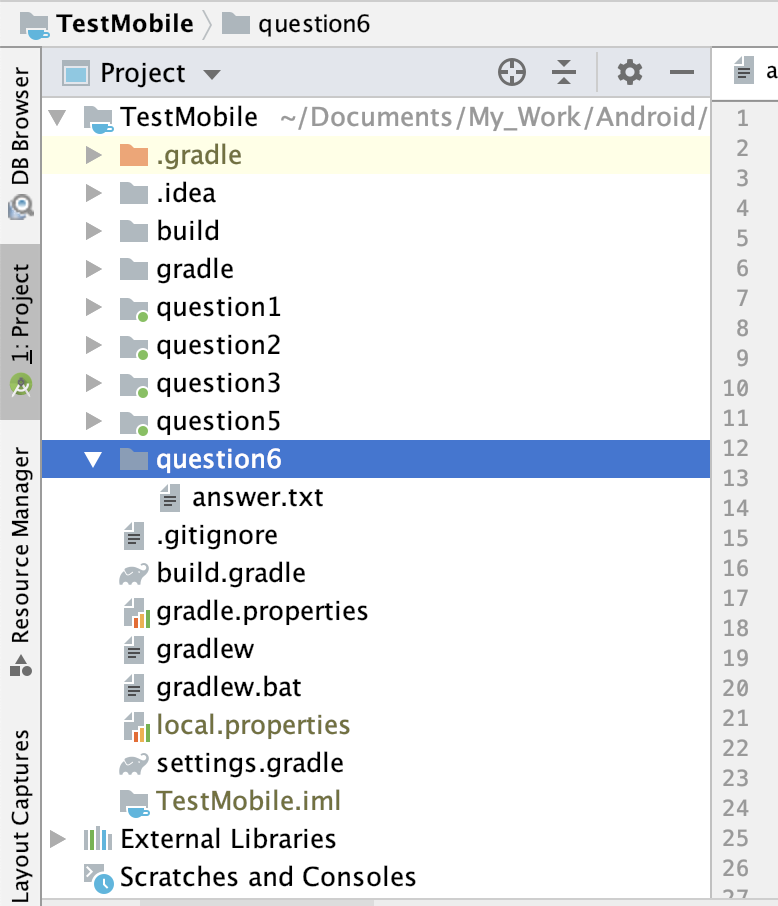 TestMobile question6
Project
a
TestMobile ~/Documents/My_Work/Android/
.gradle
.idea
build
gradle
question1
question2
question3
question5
question6
answer.txt
.gitignore
build.gradle
gradle.properties
gradlew
gradlew.bat
local.properties
settings.gradle
TestMobile.iml
External Libraries
Scratches and Consoles
DB Browser
1: Project
Resource Manager
Layout Captures
1
2
3
4
5
6
7
8
9
10
11
12
13
14
15
16
17
18
19
20
21
22
23
24
25
26
27